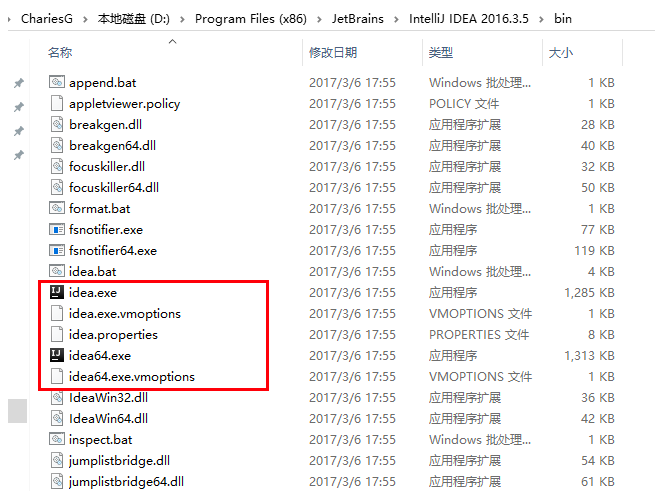 CharlesG > 本地磁盘 (D:) > Program Files (x86) > JetBrains > IntelliJ IDEA 2016.3.5 > bin
名称 修改日期 类型 大小
append.bat 2017/3/6 17:55 Windows 批处理... 1 KB
appletviewer.policy 2017/3/6 17:55 POLICY 文件 1 KB
breakgen.dll 2017/3/6 17:55 应用程序扩展 28 KB
breakgen64.dll 2017/3/6 17:55 应用程序扩展 40 KB
focuskiller.dll 2017/3/6 17:55 应用程序扩展 32 KB
focuskiller64.dll 2017/3/6 17:55 应用程序扩展 50 KB
format.bat 2017/3/6 17:55 Windows 批处理... 1 KB
fsnotifier.exe 2017/3/6 17:55 应用程序 77 KB
fsnotifier64.exe 2017/3/6 17:55 应用程序 119 KB
idea.bat 2017/3/6 17:55 Windows 批处理... 4 KB
idea.exe 2017/3/6 17:55 应用程序 1,285 KB
idea.exe.vmoptions 2017/3/6 17:55 VMOPTIONS 文件 1 KB
idea.properties 2017/3/6 17:55 PROPERTIES 文件 8 KB
idea64.exe 2017/3/6 17:55 应用程序 1,313 KB
idea64.exe.vmoptions 2017/3/6 17:55 VMOPTIONS 文件 1 KB
IdeaWin32.dll 2017/3/6 17:55 应用程序扩展 36 KB
IdeaWin64.dll 2017/3/6 17:55 应用程序扩展 42 KB
inspect.bat 2017/3/6 17:55 Windows 批处理... 1 KB
jumplistbridge.dll 2017/3/6 17:55 应用程序扩展 54 KB
jumplistbridge64.dll 2017/3/6 17:55 应用程序扩展 61 KB